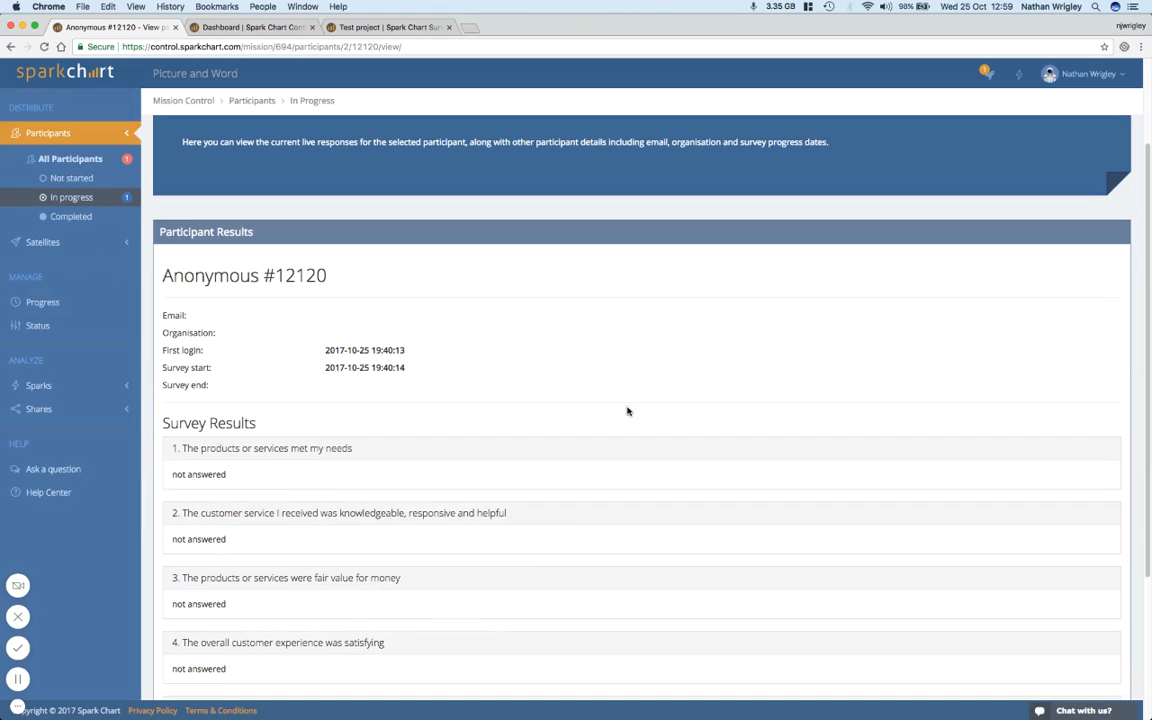 Chrome File Edit View History Bookmarks People Window Help 3.35 GB 98% Wed 25 Oct 12:59 Nathan Wrigley
Anonymous #12120 - View pa × Dashboard | Spark Chart Cont × Test project | Spark Chart Sur × njwrigley
Secure https://control.sparkchart.com/mission/694/participants/2/12120/view/
sparkchart Picture and Word 1 Nathan Wrigley
DISTRIBUTE
Mission Control > Participants > In Progress
Participants
Here you can view the current live responses for the selected participant, along with other participant details including email, organisation and survey progress dates.
All Participants 1
Not started
In progress 1
Completed
Satellites
MANAGE
Progress
Status
ANALYZE
Sparks
Shares
HELP
Ask a question
Help Center
Participant Results
Anonymous #12120
Email:
Organisation:
First login: 2017-10-25 19:40:13
Survey start: 2017-10-25 19:40:14
Survey end:
Survey Results
1. The products or services met my needs
not answered
2. The customer service I received was knowledgeable, responsive and helpful
not answered
3. The products or services were fair value for money
not answered
4. The overall customer experience was satisfying
not answered
yright © 2017 Spark Chart Privacy Policy Terms & Conditions Chat with us?